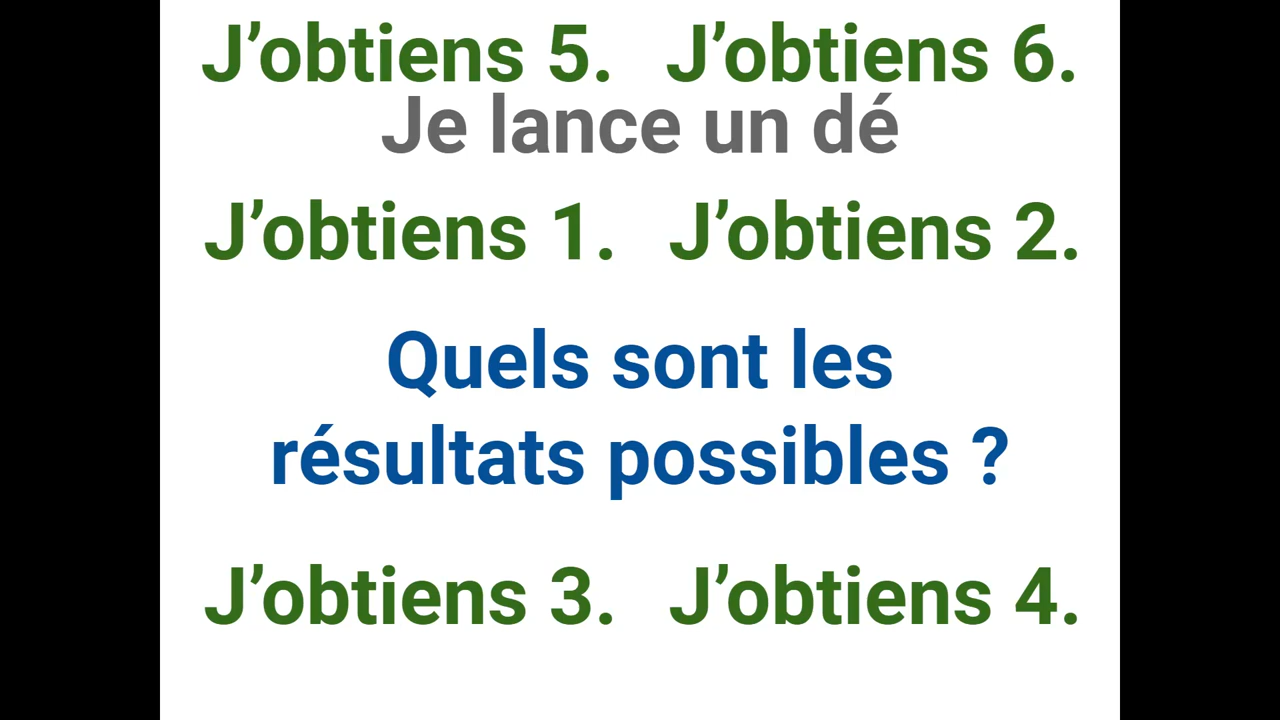 J’obtiens 5. J’obtiens 6.
Je lance un dé
J’obtiens 1. J’obtiens 2.
Quels sont les
résultats possibles ?
J’obtiens 3. J’obtiens 4.